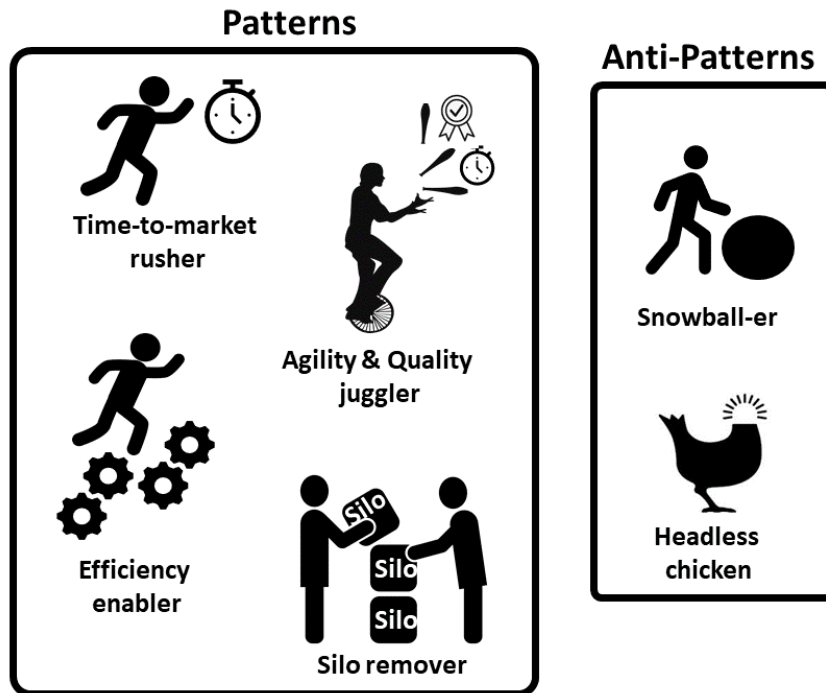 Patterns
Time-to-market
rusher
Agility & Quality
juggler
Efficiency
enabler
Silo
Silo
Silo
Silo remover
Anti-Patterns
Snowball-er
Headless
chicken